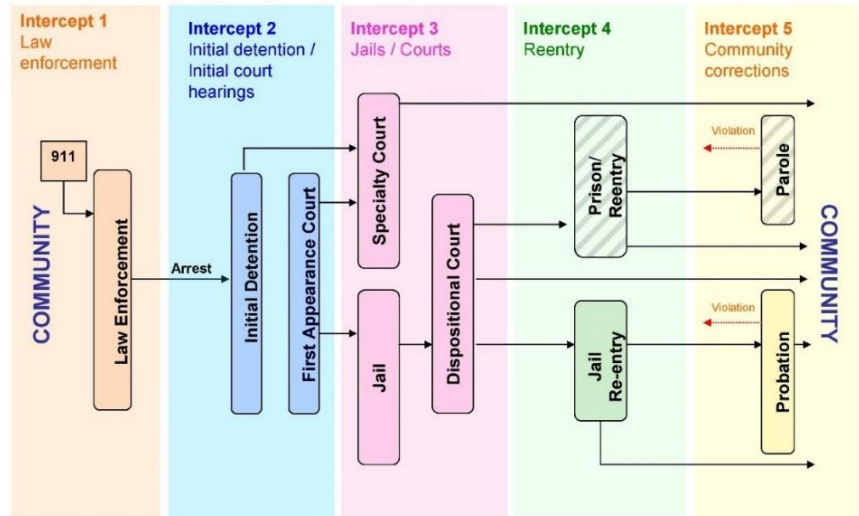 Intercept 1
Law
enforcement
Intercept 2
Initial detention /
Initial court
hearings
Intercept 3
Jails / Courts
Intercept 4
Reentry
Intercept 5
Community
corrections
911
COMMUNITY
Law Enforcement
Arrest
Initial Detention
First Appearance Court
Specialty Court
Jail
Dispositional Court
Prison/
Reentry
Jail
Re-entry
Violation
Parole
Violation
Probation
COMMUNITY